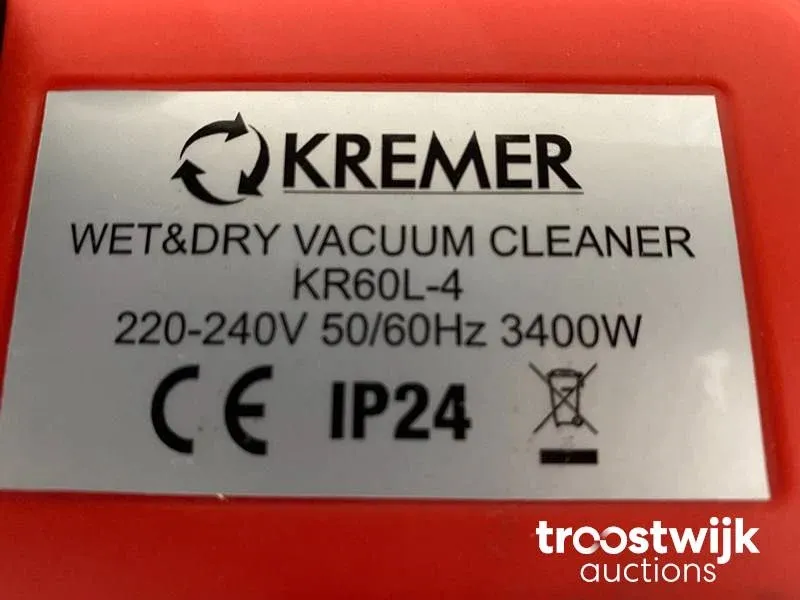 KREMER
WET&DRY VACUUM CLEANER
KR60L-4
220-240V 50/60Hz 3400W
CE IP24
troostwijk
auctions